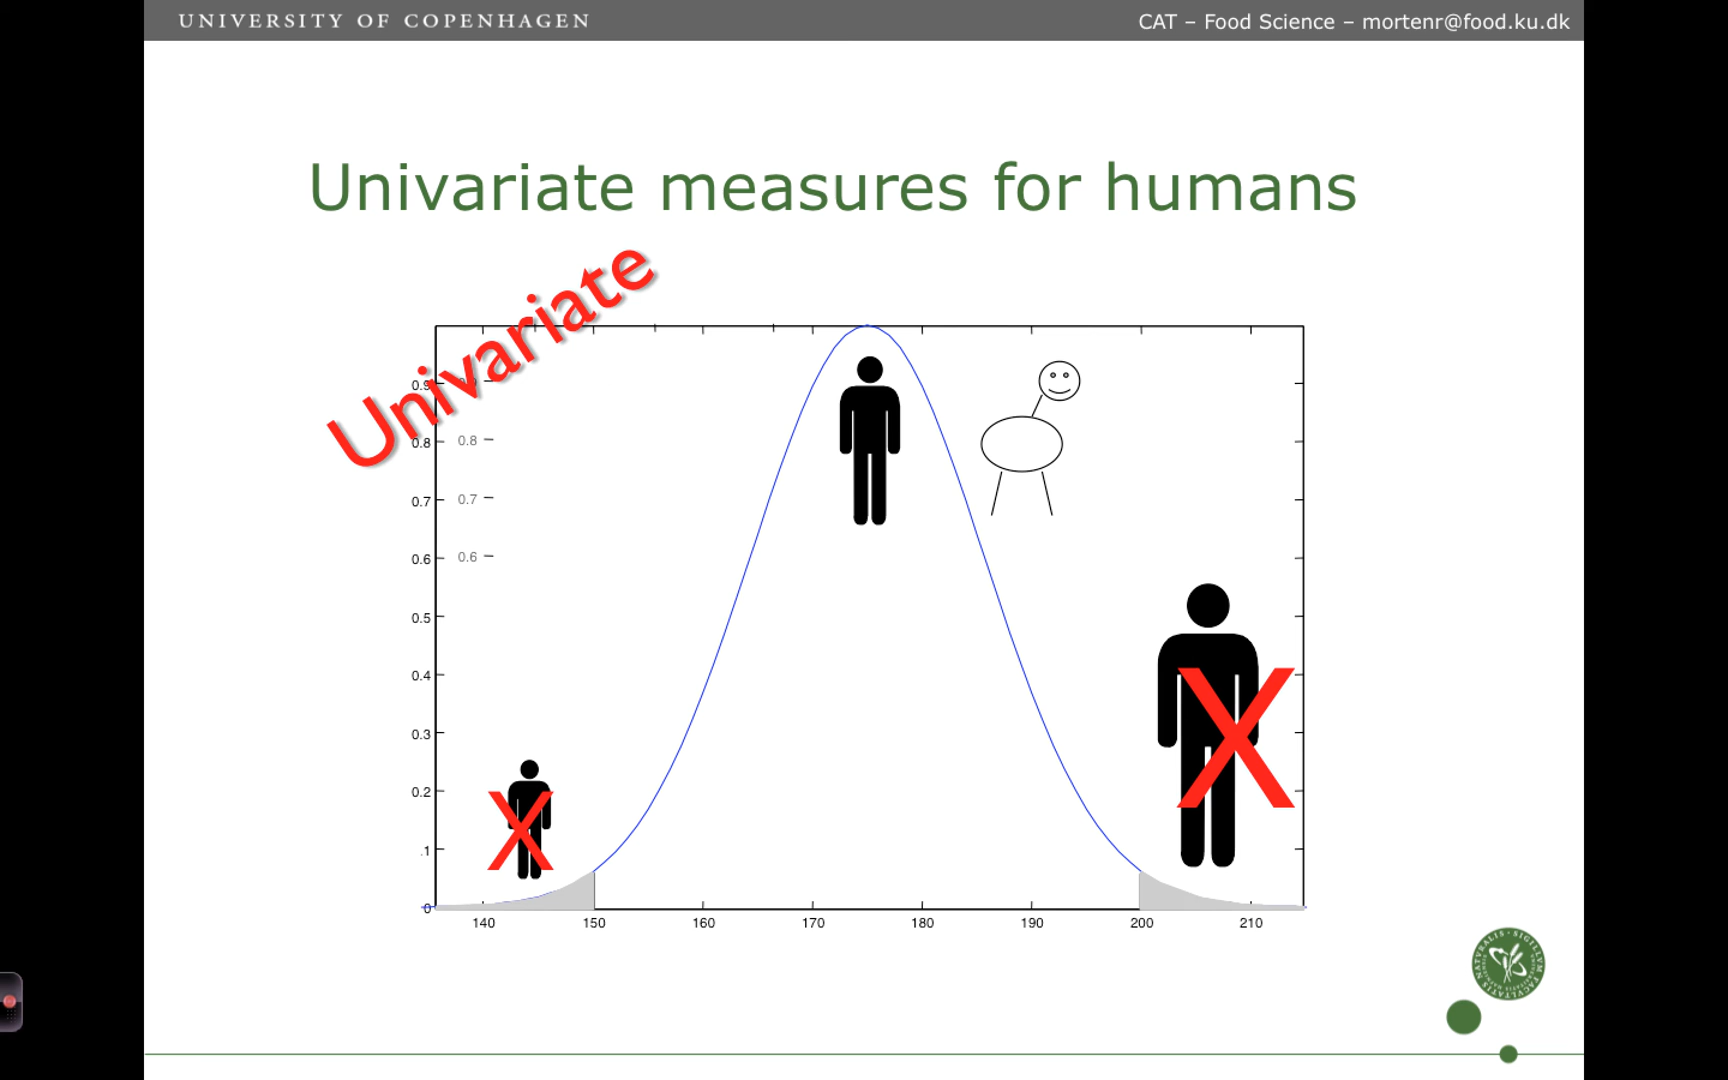 UNIVERSITY OF COPENHAGEN
CAT – Food Science – mortenr@food.ku.dk
Univariate measures for humans
Univariate
0.9
0.8 0.8
0.7 0.7
0.6 0.6
0.5
0.4
0.3
0.2
.1
0
140 150 160 170 180 190 200 210
X
X